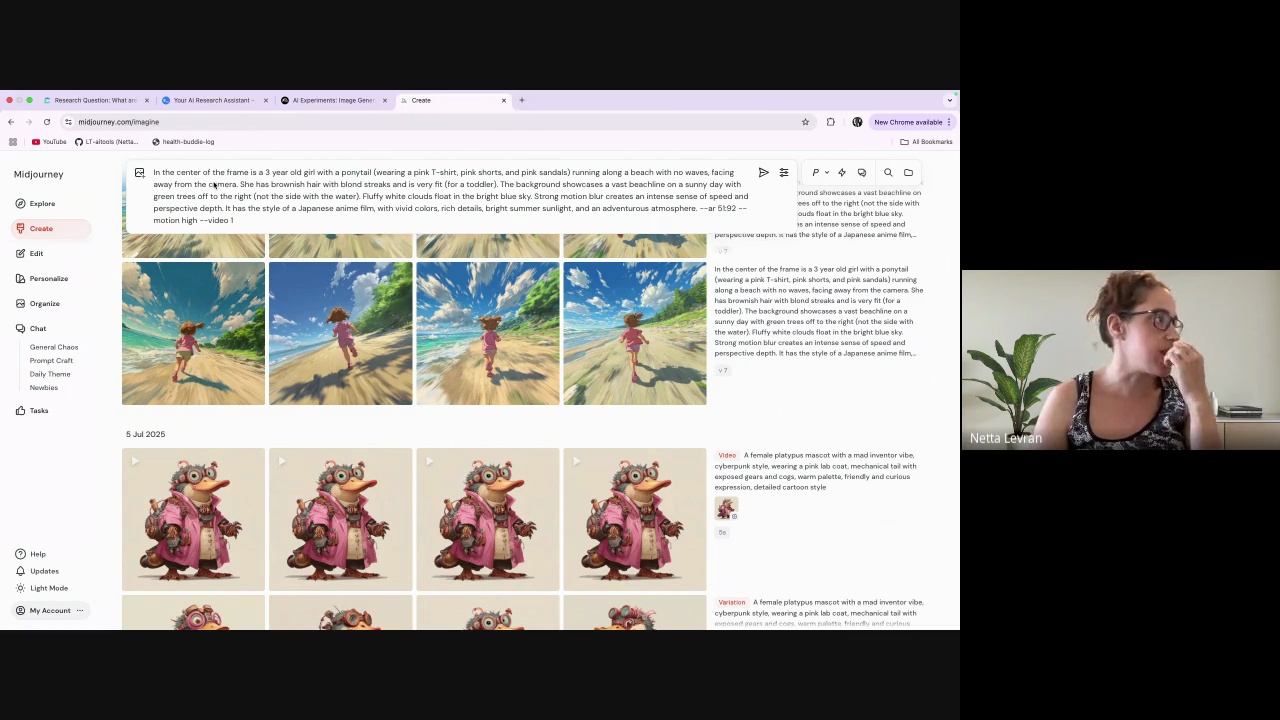 Research Question: What are
Your AI Research Assistant -
AI Experiments: Image Gener
Create
midjourney.com/imagine
New Chrome available
YouTube
LT-aitools (Netta...
health-buddie-log
All Bookmarks
Midjourney
Explore
Create
Edit
Personalize
Organize
Chat
General Chaos
Prompt Craft
Daily Theme
Newbies
Tasks
Help
Updates
Light Mode
My Account
In the center of the frame is a 3 year old girl with a ponytail (wearing a pink T-shirt, pink shorts, and pink sandals) running along a beach with no waves, facing
away from the camera. She has brownish hair with blond streaks and is very fit (for a toddler). The background showcases a vast beachline on a sunny day with
green trees off to the right (not the side with the water). Fluffy white clouds float in the bright blue sky. Strong motion blur creates an intense sense of speed and
perspective depth. It has the style of a Japanese anime film, with vivid colors, rich details, bright summer sunlight, and an adventurous atmosphere. --ar 51:92 --
motion high --video 1
ground showcases a vast beachline on a
s off to the right (not the side with
hite clouds float in the bright blue sky.
r creates an intense sense of speed and
perspective depth. It has the style of a Japanese anime film,...
v 7
In the center of the frame is a 3 year old girl with a ponytail
(wearing a pink T-shirt, pink shorts, and pink sandals) running
along a beach with no waves, facing away from the camera. She
has brownish hair with blond streaks and is very fit (for a
toddler). The background showcases a vast beachline on a
sunny day with green trees off to the right (not the side with
the water). Fluffy white clouds float in the bright blue sky.
Strong motion blur creates an intense sense of speed and
perspective depth. It has the style of a Japanese anime film,...
v 7
5 Jul 2025
Video A female platypus mascot with a mad inventor vibe,
cyberpunk style, wearing a pink lab coat, mechanical tail with
exposed gears and cogs, warm palette, friendly and curious
expression, detailed cartoon style
5s
Variation A female platypus mascot with a mad inventor vibe,
cyberpunk style, wearing a pink lab coat, mechanical tail with
exposed gears and cogs, warm palette, friendly and curious
Netta Levran